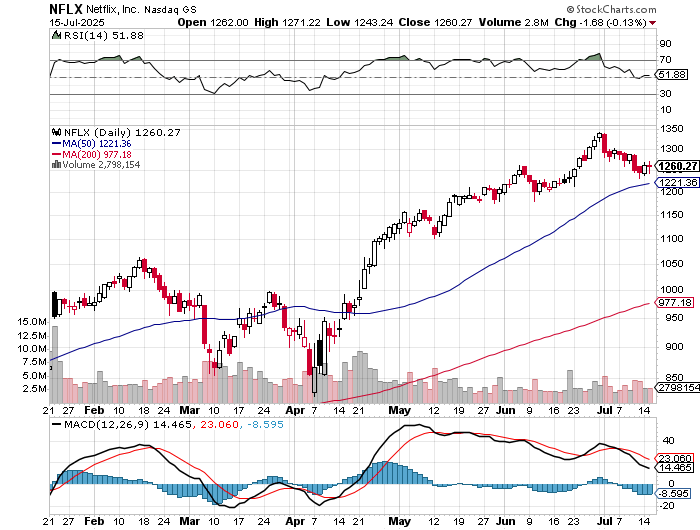 NFLX Netflix, Inc. Nasdaq GS © StockCharts.com
15-Jul-2025 Open 1262.00 High 1271.22 Low 1243.24 Close 1260.27 Volume 2.8M Chg -1.68 (-0.13%)
RSI(14) 51.88
90
70
51.88
30
10
NFLX (Daily) 1260.27
MA(50) 1221.36
MA(200) 977.18
Volume 2,798,154
1350
1300
1260.27
1221.36
1200
1150
1100
1050
1000
977.18
950
900
850
2798154
15.0M
12.5M
10.0M
7.5M
5.0M
2.5M
21 27 Feb 10 18 24 Mar 10 17 24 Apr 7 14 21 May 12 19 27 Jun 9 16 23 Jul 7 14
MACD(12,26,9) 14.465, 23.060, -8.595
40
23.060
14.465
0
-8.595
-20
21 27 Feb 10 18 24 Mar 10 17 24 Apr 7 14 21 May 12 19 27 Jun 9 16 23 Jul 7 14